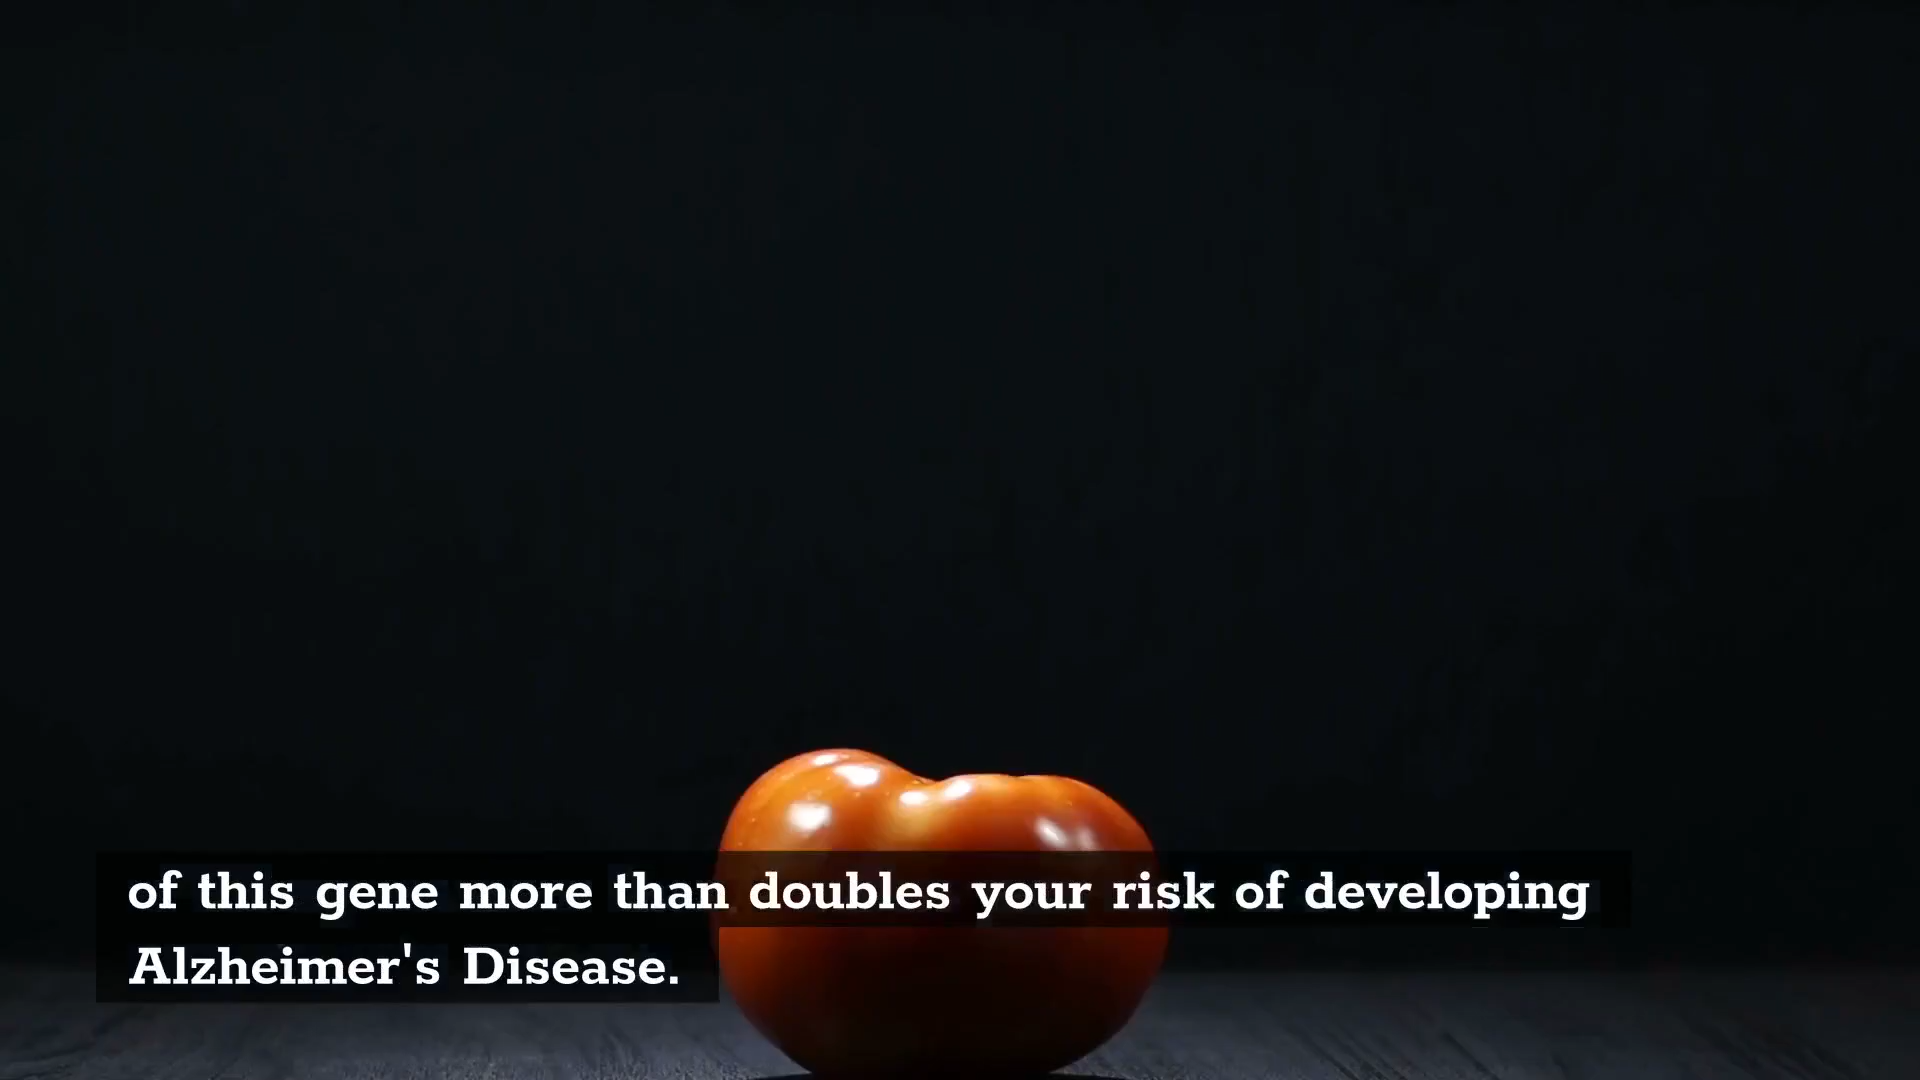 of this gene more than doubles your risk of developing
Alzheimer's Disease.